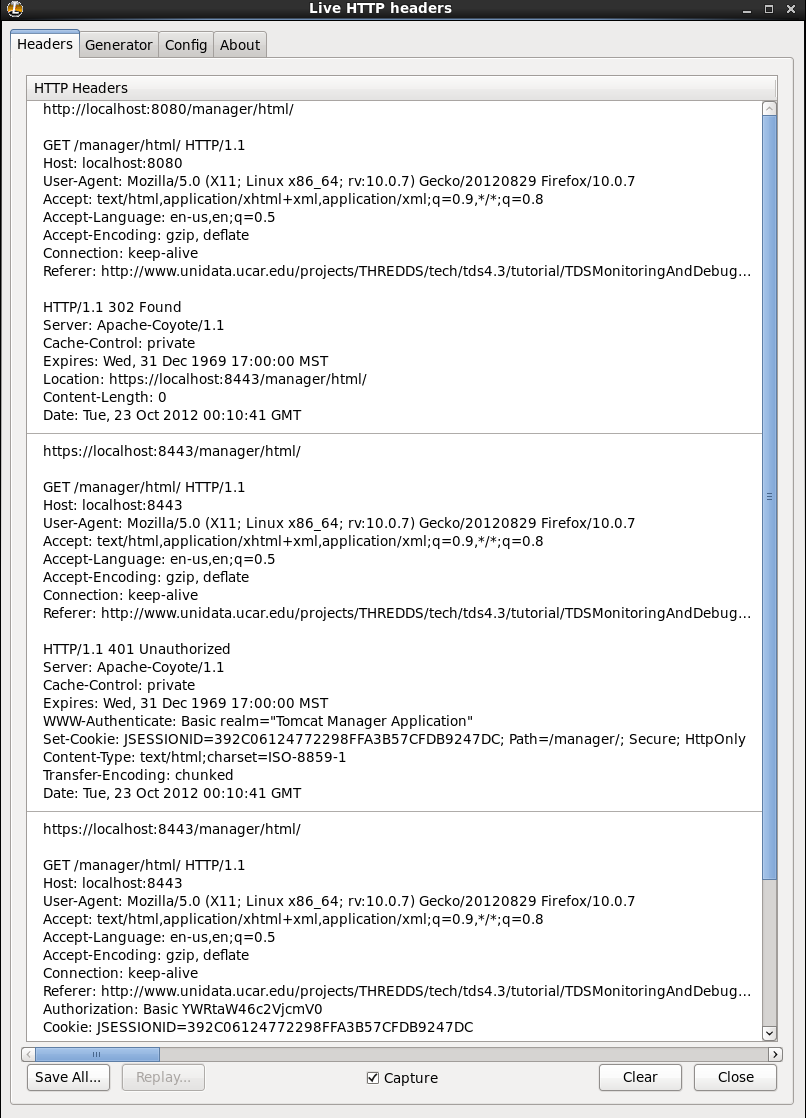 Live HTTP headers
Headers Generator Config About
HTTP Headers
http://localhost:8080/manager/html/
GET /manager/html/ HTTP/1.1
Host: localhost:8080
User-Agent: Mozilla/5.0 (X11; Linux x86_64; rv:10.0.7) Gecko/20120829 Firefox/10.0.7
Accept: text/html,application/xhtml+xml,application/xml;q=0.9,*/*;q=0.8
Accept-Language: en-us,en;q=0.5
Accept-Encoding: gzip, deflate
Connection: keep-alive
Referer: http://www.unidata.ucar.edu/projects/THREDDS/tech/tds4.3/tutorial/TDSMonitoringAndDebug...
HTTP/1.1 302 Found
Server: Apache-Coyote/1.1
Cache-Control: private
Expires: Wed, 31 Dec 1969 17:00:00 MST
Location: https://localhost:8443/manager/html/
Content-Length: 0
Date: Tue, 23 Oct 2012 00:10:41 GMT
https://localhost:8443/manager/html/
GET /manager/html/ HTTP/1.1
Host: localhost:8443
User-Agent: Mozilla/5.0 (X11; Linux x86_64; rv:10.0.7) Gecko/20120829 Firefox/10.0.7
Accept: text/html,application/xhtml+xml,application/xml;q=0.9,*/*;q=0.8
Accept-Language: en-us,en;q=0.5
Accept-Encoding: gzip, deflate
Connection: keep-alive
Referer: http://www.unidata.ucar.edu/projects/THREDDS/tech/tds4.3/tutorial/TDSMonitoringAndDebug...
HTTP/1.1 401 Unauthorized
Server: Apache-Coyote/1.1
Cache-Control: private
Expires: Wed, 31 Dec 1969 17:00:00 MST
WWW-Authenticate: Basic realm="Tomcat Manager Application"
Set-Cookie: JSESSIONID=392C06124772298FFA3B57CFDB9247DC; Path=/manager/; Secure; HttpOnly
Content-Type: text/html;charset=ISO-8859-1
Transfer-Encoding: chunked
Date: Tue, 23 Oct 2012 00:10:41 GMT
https://localhost:8443/manager/html/
GET /manager/html/ HTTP/1.1
Host: localhost:8443
User-Agent: Mozilla/5.0 (X11; Linux x86_64; rv:10.0.7) Gecko/20120829 Firefox/10.0.7
Accept: text/html,application/xhtml+xml,application/xml;q=0.9,*/*;q=0.8
Accept-Language: en-us,en;q=0.5
Accept-Encoding: gzip, deflate
Connection: keep-alive
Referer: http://www.unidata.ucar.edu/projects/THREDDS/tech/tds4.3/tutorial/TDSMonitoringAndDebug...
Authorization: Basic YWRtaW46c2VjcmV0
Cookie: JSESSIONID=392C06124772298FFA3B57CFDB9247DC
Save All... Replay... Capture Clear Close